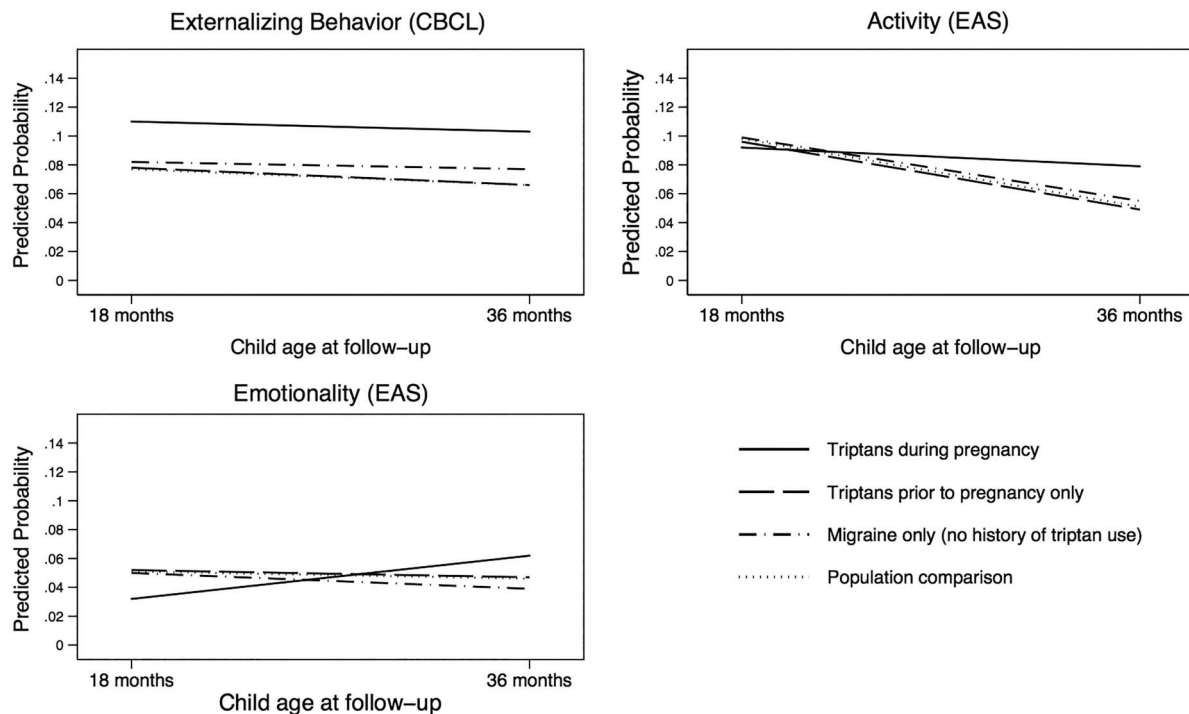 Externalizing Behavior (CBCL)
Predicted Probability
.14
.12
.1
.08
.06
.04
.02
0
18 months
36 months
Child age at follow–up
Activity (EAS)
Predicted Probability
.14
.12
.1
.08
.06
.04
.02
0
18 months
36 months
Child age at follow–up
Emotionality (EAS)
Predicted Probability
.14
.12
.1
.08
.06
.04
.02
0
18 months
36 months
Child age at follow–up
Triptans during pregnancy
Triptans prior to pregnancy only
Migraine only (no history of triptan use)
Population comparison